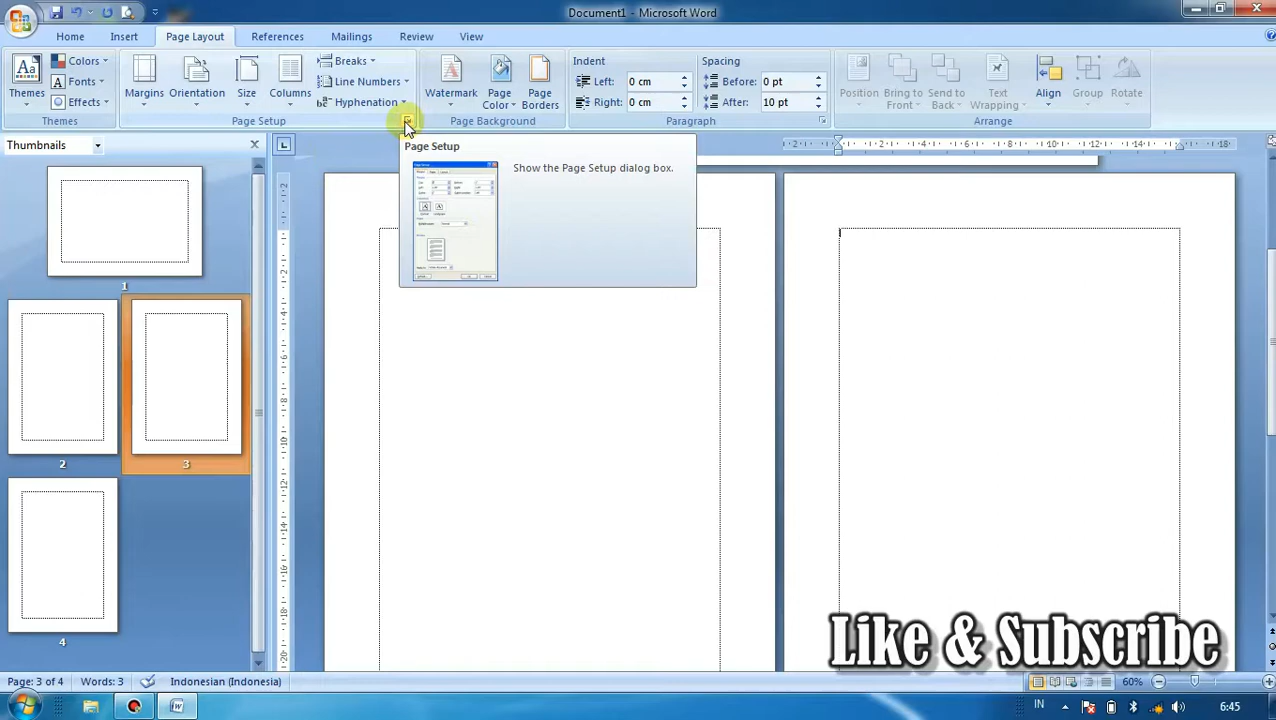 Document1 - Microsoft Word
Home Insert Page Layout References Mailings Review View
Themes
Colors
Fonts
Effects
Themes
Margins
Orientation
Size
Columns
Breaks
Line Numbers
Hyphenation
Page Setup
Watermark
Page
Color
Page
Borders
Page Background
Indent
Left: 0 cm
Right: 0 cm
Spacing
Before: 0 pt
After: 10 pt
Paragraph
Position
Bring to
Front
Send to
Back
Text
Wrapping
Align
Group
Rotate
Arrange
Thumbnails
Page Setup
Show the Page Setup dialog box.
1
2
3
4
Like & Subscribe
Page: 3 of 4 Words: 3 Indonesian (Indonesia) 60%
IN 6:45